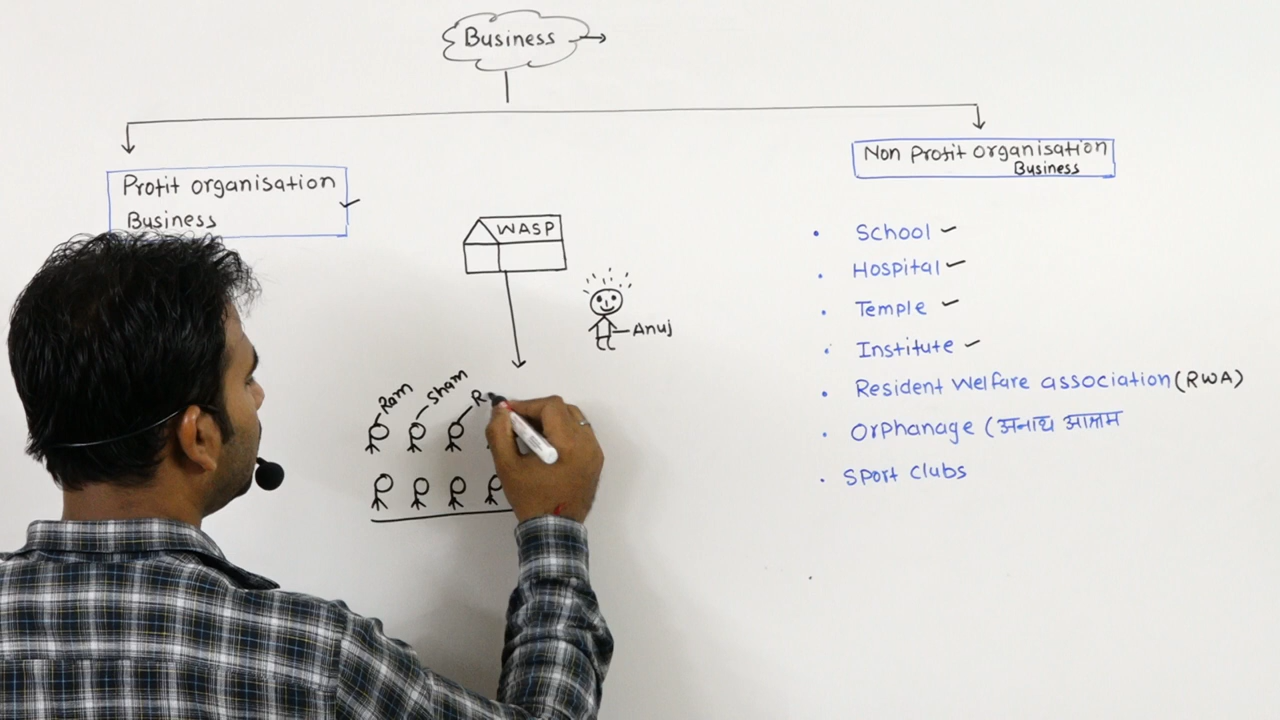 Business
Profit organisation
Business
Non Profit organisation
Business
WASP
Anuj
Ram
Sham
R
• School
• Hospital
• Temple
• Institute
• Resident Welfare association (RWA)
• Orphanage (अनाथ आश्रम
• Sport Clubs